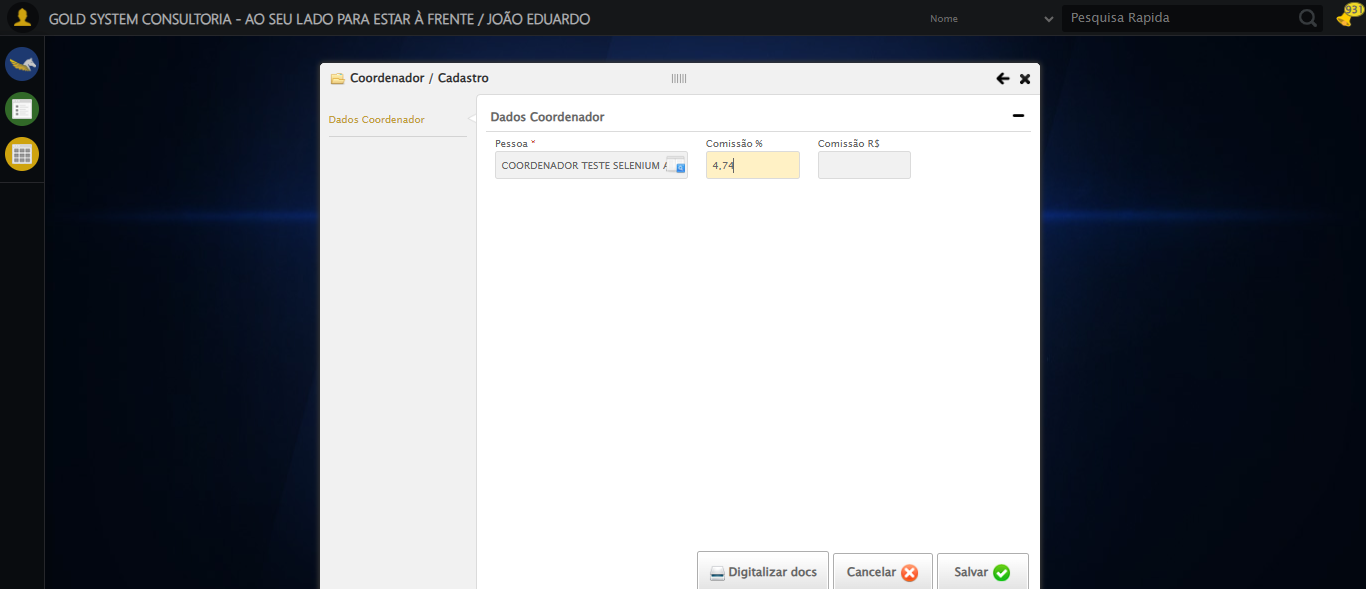 GOLD SYSTEM CONSULTORIA - AO SEU LADO PARA ESTAR À FRENTE / JOÃO EDUARDO
Nome
Pesquisa Rapida
931
Coordenador / Cadastro
Dados Coordenador
Dados Coordenador
Pessoa *
Comissão %
Comissão R$
COORDENADOR TESTE SELENIUM A
4,74
Digitalizar docs
Cancelar
Salvar